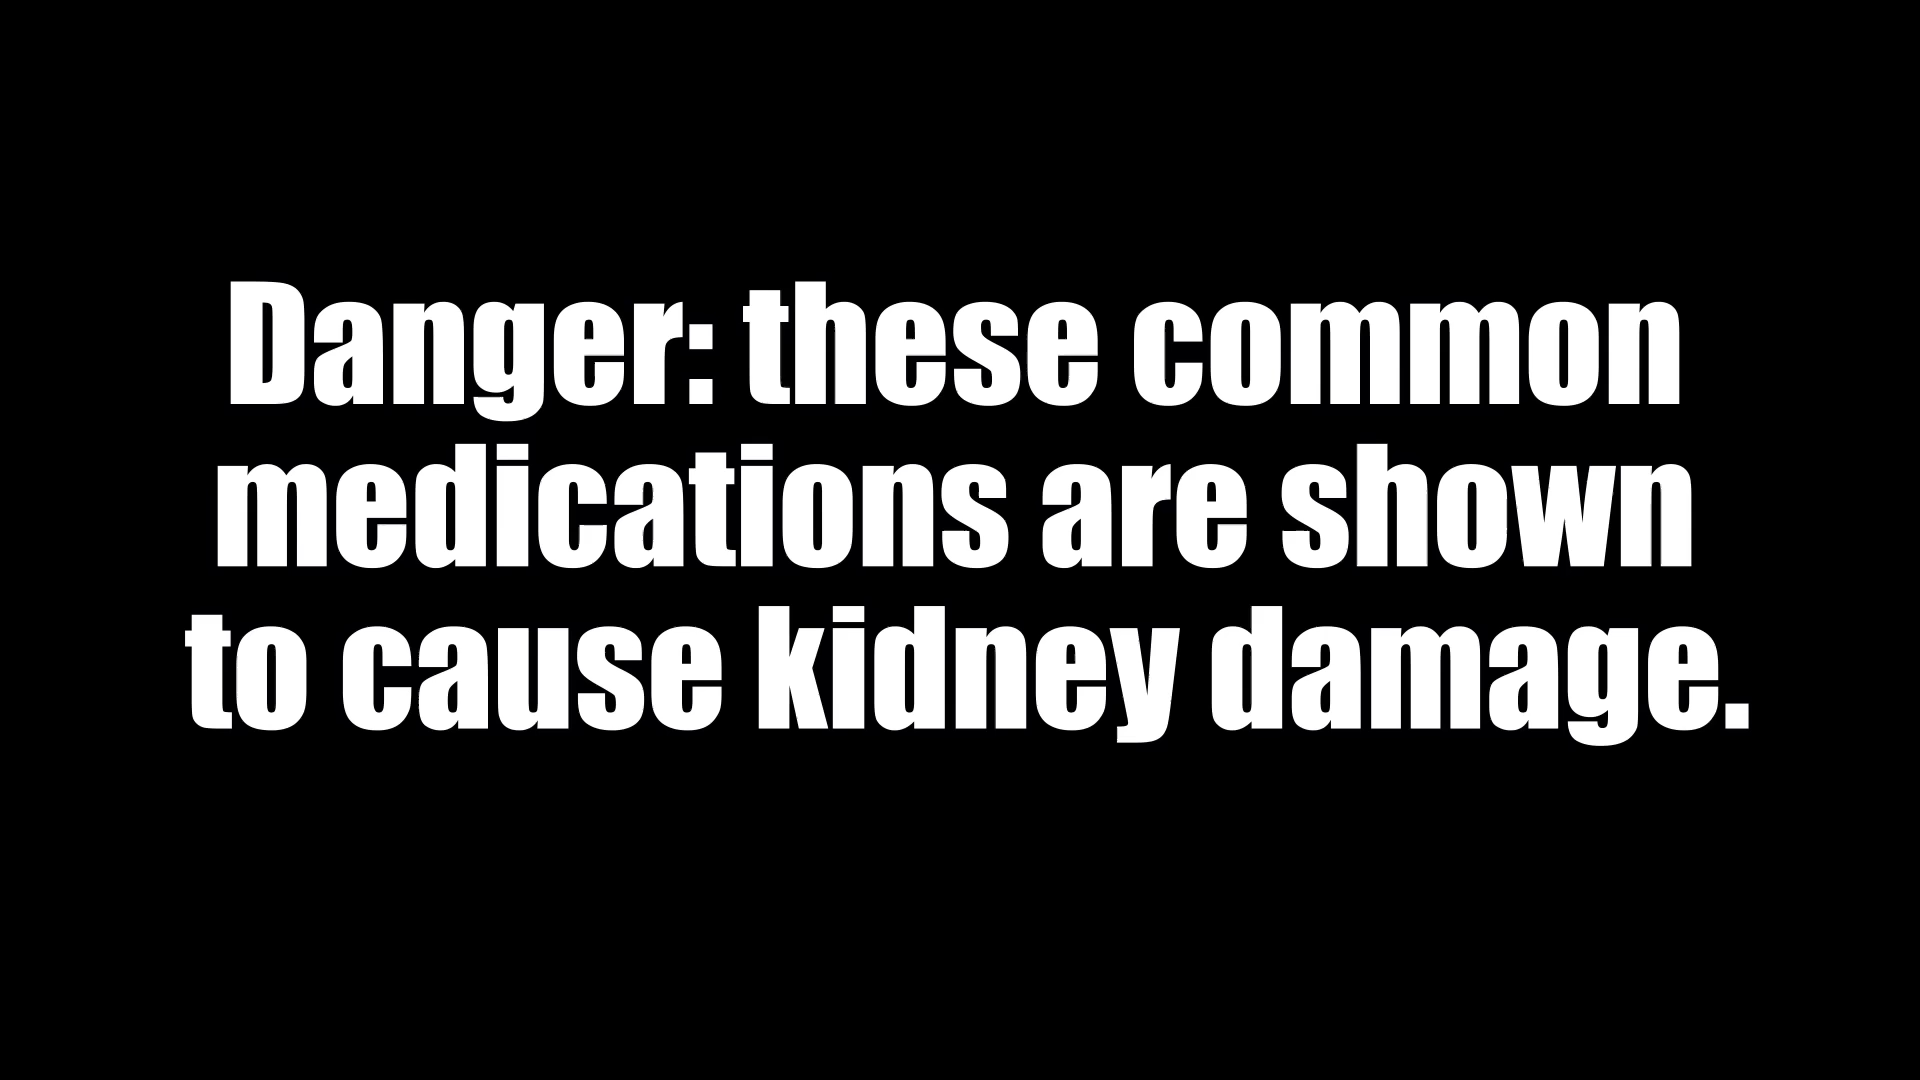 Danger: these common
medications are shown
to cause kidney damage.